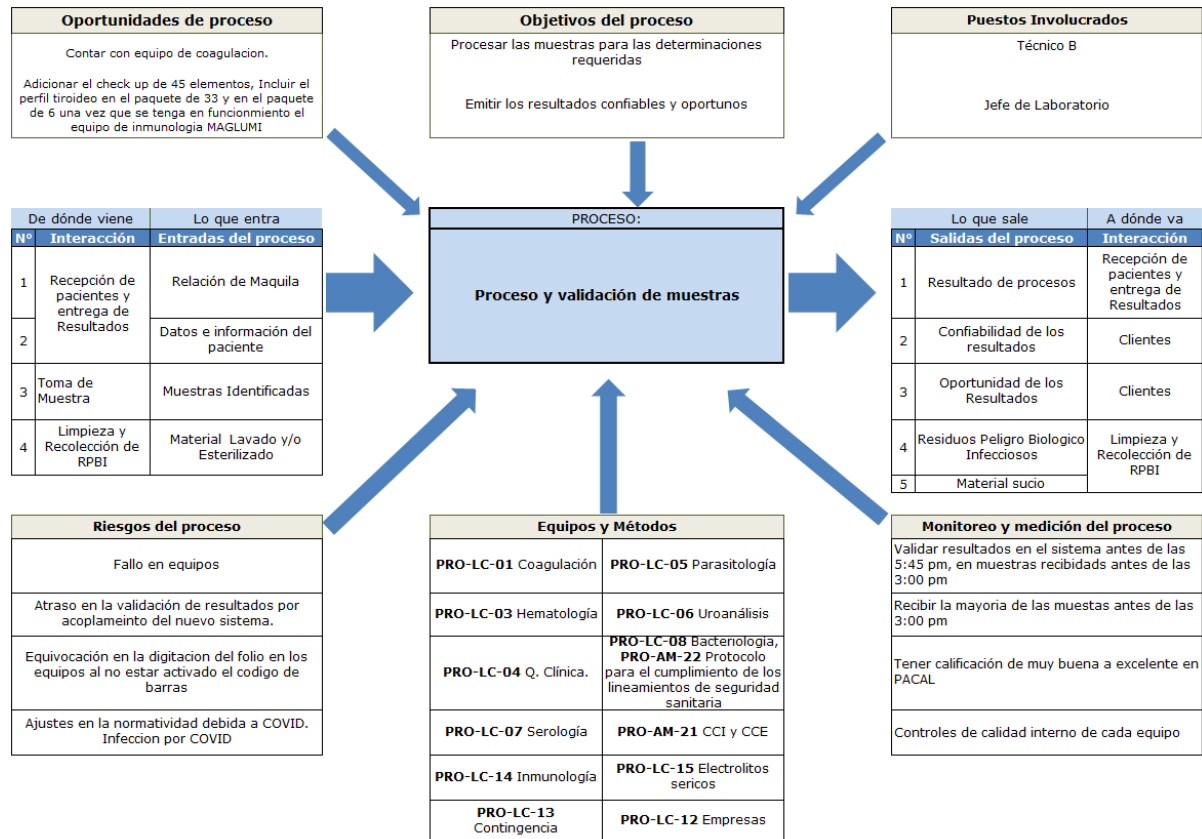 Oportunidades de proceso
Contar con equipo de coagulacion.
Adicionar el check up de 45 elementos, Incluir el
perfil tiroideo en el paquete de 33 y en el paquete
de 6 una vez que se tenga en funcionmiento el
equipo de inmunologia MAGLUMI
Objetivos del proceso
Procesar las muestras para las determinaciones
requeridas
Emitir los resultados confiables y oportunos
Puestos Involucrados
Técnico B
Jefe de Laboratorio
De dónde viene
Lo que entra
Nº
Interacción
Entradas del proceso
1
Recepción de
pacientes y
entrega de
Resultados
Relación de Maquila
2
Datos e información del
paciente
3
Toma de
Muestra
Muestras Identificadas
4
Limpieza y
Recolección de
RPBI
Material Lavado y/o
Esterilizado
PROCESO:
Proceso y validación de muestras
Lo que sale
A dónde va
Nº
Salidas del proceso
Interacción
1
Resultado de procesos
Recepción de
pacientes y
entrega de
Resultados
2
Confiabilidad de los
resultados
Clientes
3
Oportunidad de los
Resultados
Clientes
4
Residuos Peligro Biologico
Infecciosos
Limpieza y
Recolección de
RPBI
5
Material sucio
Riesgos del proceso
Fallo en equipos
Atraso en la validación de resultados por
acoplameinto del nuevo sistema.
Equivocación en la digitacion del folio en los
equipos al no estar activado el codigo de
barras
Ajustes en la normatividad debida a COVID.
Infeccion por COVID
Equipos y Métodos
PRO-LC-01 Coagulación
PRO-LC-05 Parasitología
PRO-LC-03 Hematología
PRO-LC-06 Uroanálisis
PRO-LC-04 Q. Clínica.
PRO-LC-08 Bacteriologia,
PRO-AM-22 Protocolo
para el cumplimiento de los
lineamientos de seguridad
sanitaria
PRO-LC-07 Serología
PRO-AM-21 CCI y CCE
PRO-LC-14 Inmunología
PRO-LC-15 Electrolitos
sericos
PRO-LC-13
Contingencia
PRO-LC-12 Empresas
Monitoreo y medición del proceso
Validar resultados en el sistema antes de las
5:45 pm, en muestras recibidads antes de las
3:00 pm
Recibir la mayoria de las muestas antes de las
3:00 pm
Tener calificación de muy buena a excelente en
PACAL
Controles de calidad interno de cada equipo